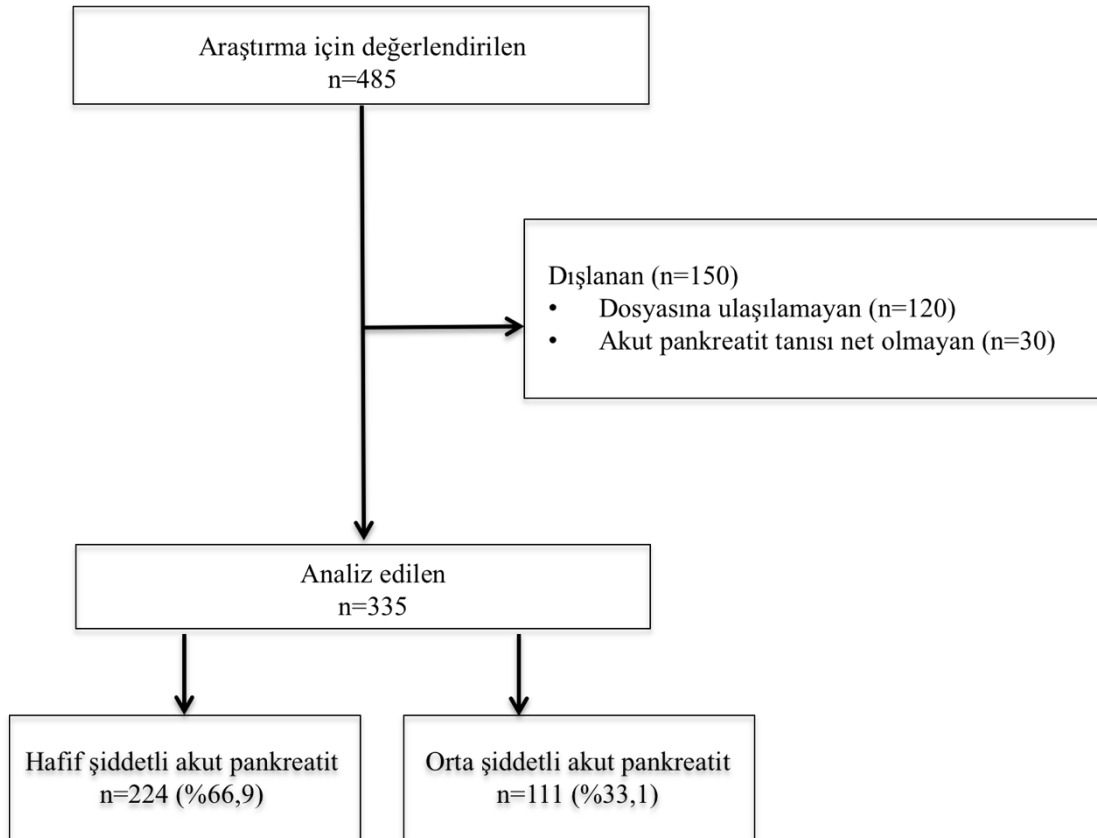 Araştırma için değerlendirilen
n=485
Dışlanan (n=150)
• Dosyasına ulaşılamayan (n=120)
• Akut pankreatit tanısı net olmayan (n=30)
Analiz edilen
n=335
Hafif şiddetli akut pankreatit
n=224 (%66,9)
Orta şiddetli akut pankreatit
n=111 (%33,1)